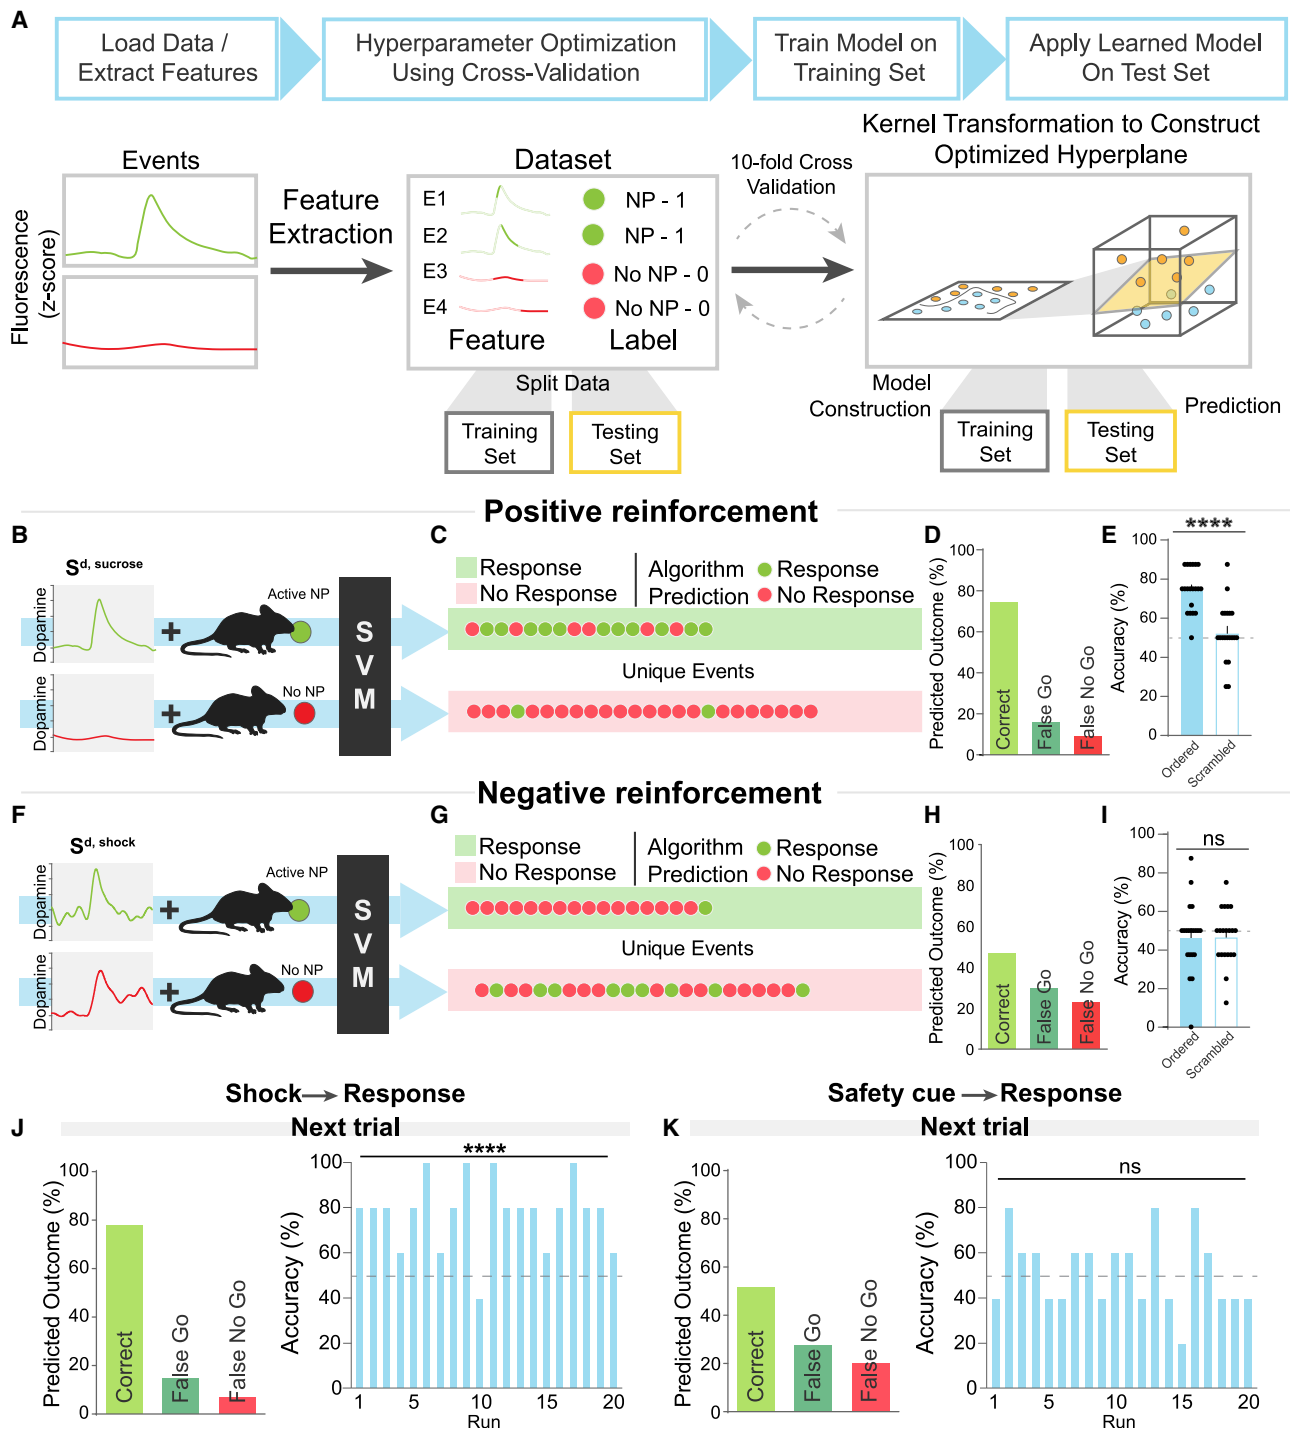 A
Load Data /
Extract Features
Hyperparameter Optimization
Using Cross-Validation
Train Model on
Training Set
Apply Learned Model
On Test Set
Events
Fluorescence
(z-score)
Feature
Extraction
Dataset
E1
NP - 1
E2
NP - 1
E3
No NP - 0
E4
No NP - 0
Feature
Label
Split Data
Training
Set
Testing
Set
10-fold Cross
Validation
Kernel Transformation to Construct
Optimized Hyperplane
Model
Construction
Prediction
Training
Set
Testing
Set
Positive reinforcement
B
Sd, sucrose
Dopamine
Active NP
+
Dopamine
No NP
+
S
V
M
C
Response
No Response
Algorithm
Prediction
Response
No Response
Unique Events
D
Predicted Outcome (%)
100
80
60
40
20
0
Correct
False Go
False No Go
E
****
Accuracy (%)
100
80
60
40
20
0
Ordered
Scrambled
Negative reinforcement
F
Sd, shock
Dopamine
Active NP
+
Dopamine
No NP
+
S
V
M
G
Response
No Response
Algorithm
Prediction
Response
No Response
Unique Events
H
Predicted Outcome (%)
100
80
60
40
20
0
Correct
False Go
False No Go
I
ns
Accuracy (%)
100
80
60
40
20
0
Ordered
Scrambled
Shock → Response
J
Next trial
Predicted Outcome (%)
100
80
60
40
20
0
Correct
False Go
False No Go
****
Accuracy (%)
100
80
60
40
20
0
1
5
10
15
20
Run
Safety cue → Response
K
Next trial
Predicted Outcome (%)
100
80
60
40
20
0
Correct
False Go
False No Go
ns
Accuracy (%)
100
80
60
40
20
0
1
5
10
15
20
Run